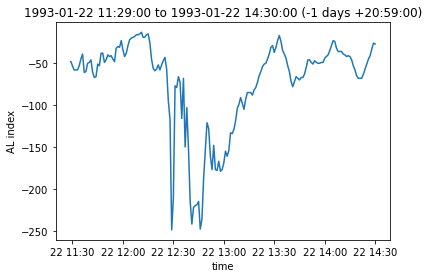 1993-01-22 11:29:00 to 1993-01-22 14:30:00 (-1 days +20:59:00)
AL index
−50
−100
−150
−200
−250
22 11:30 22 12:00 22 12:30 22 13:00 22 13:30 22 14:00 22 14:30
time